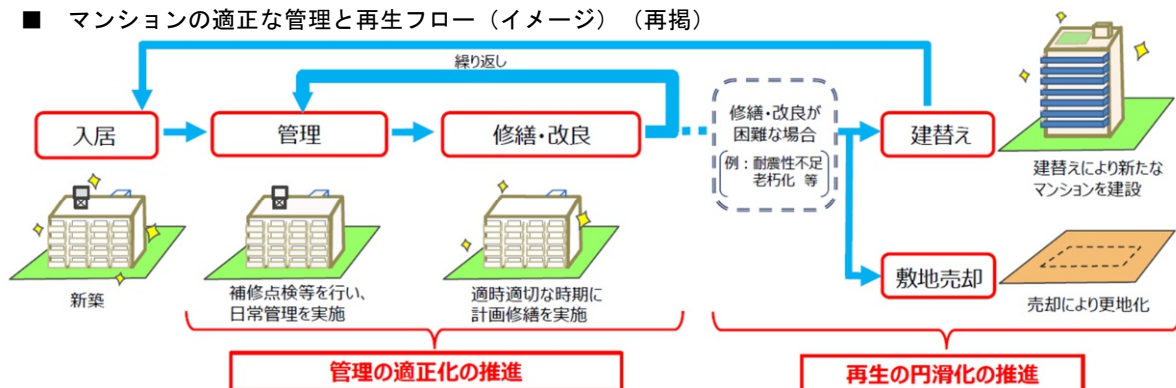 ■ マンションの適正な管理と再生フロー（イメージ）（再掲）
繰り返し
入居
管理
修繕・改良
修繕・改良が
困難な場合
例：耐震性不足
老朽化 等
建替え
建替えにより新たな
マンションを建設
新築
補修点検等を行い、
日常管理を実施
適時適切な時期に
計画修繕を実施
敷地売却
売却により更地化
管理の適正化の推進
再生の円滑化の推進